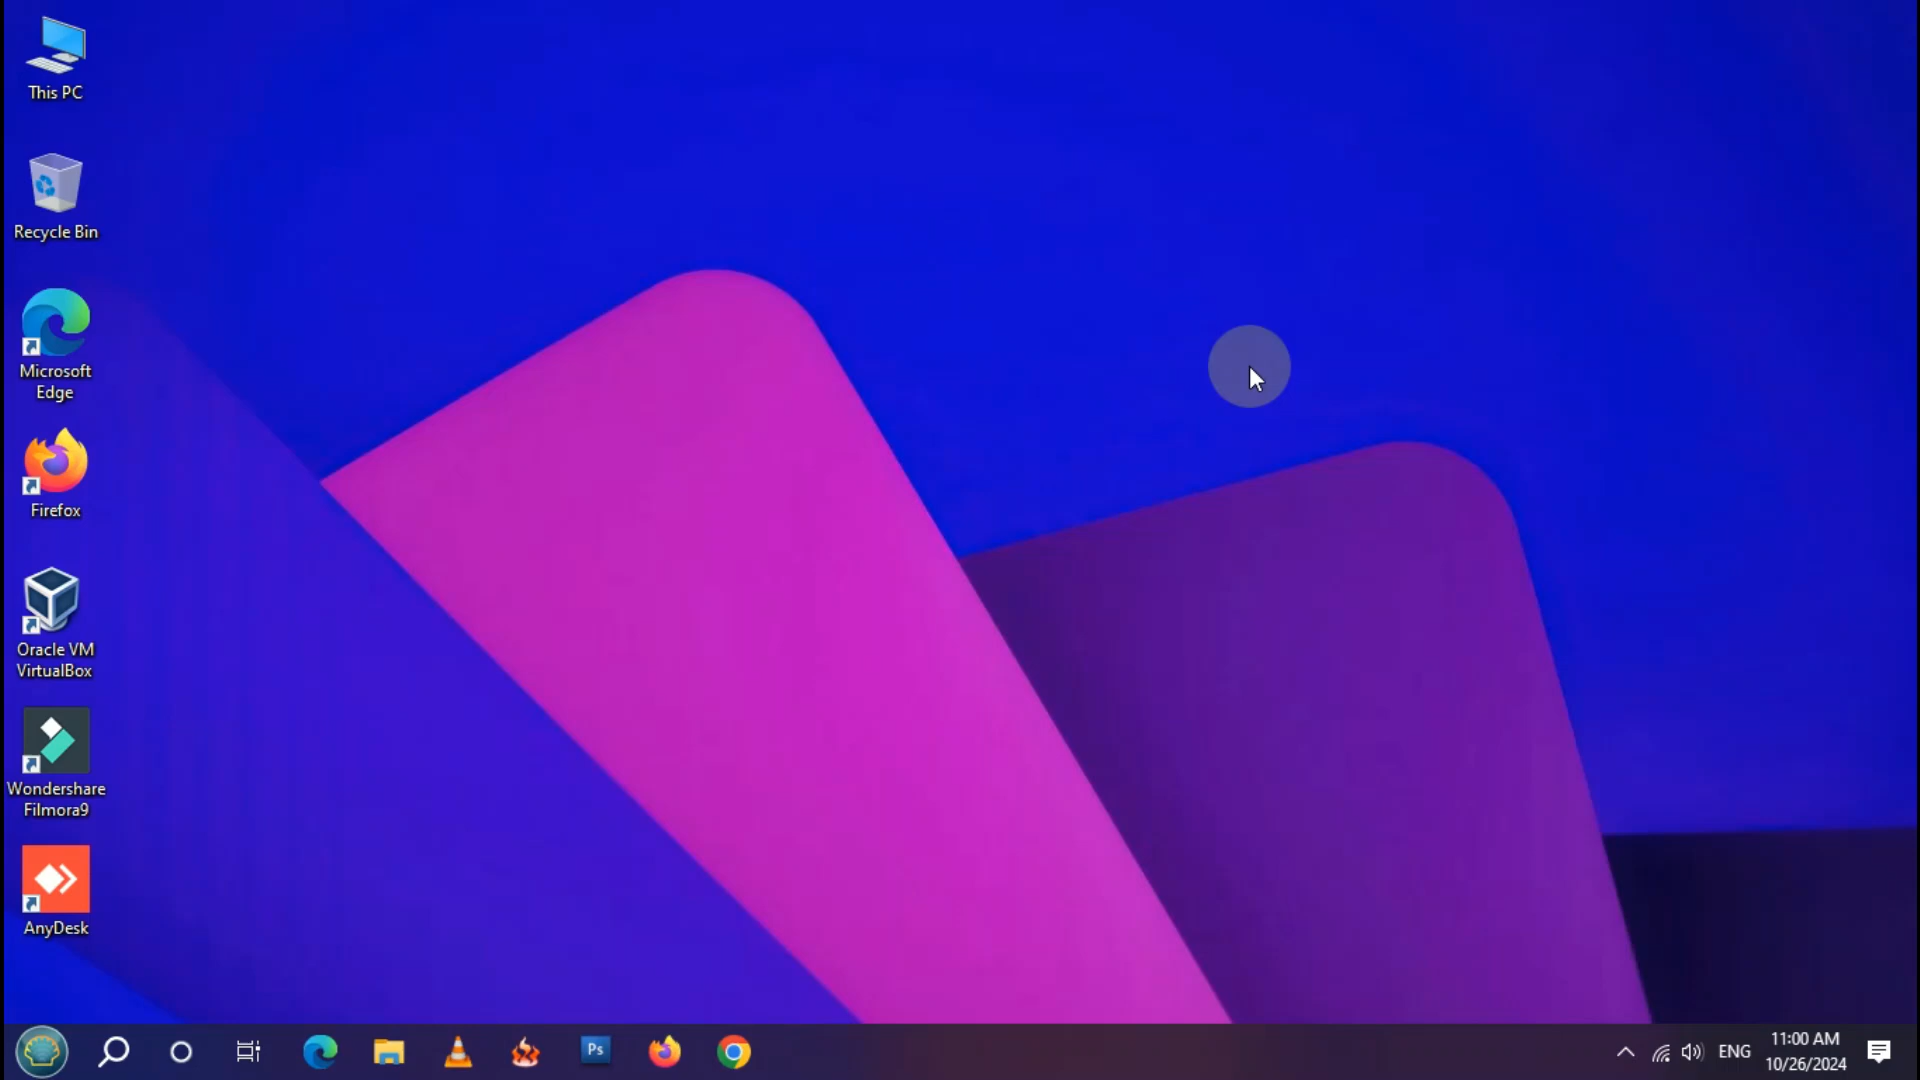 This PC
Recycle Bin
Microsoft
Edge
Firefox
Oracle VM
VirtualBox
Wondershare
Filmora9
AnyDesk
Ps
ENG
11:00 AM
10/26/2024